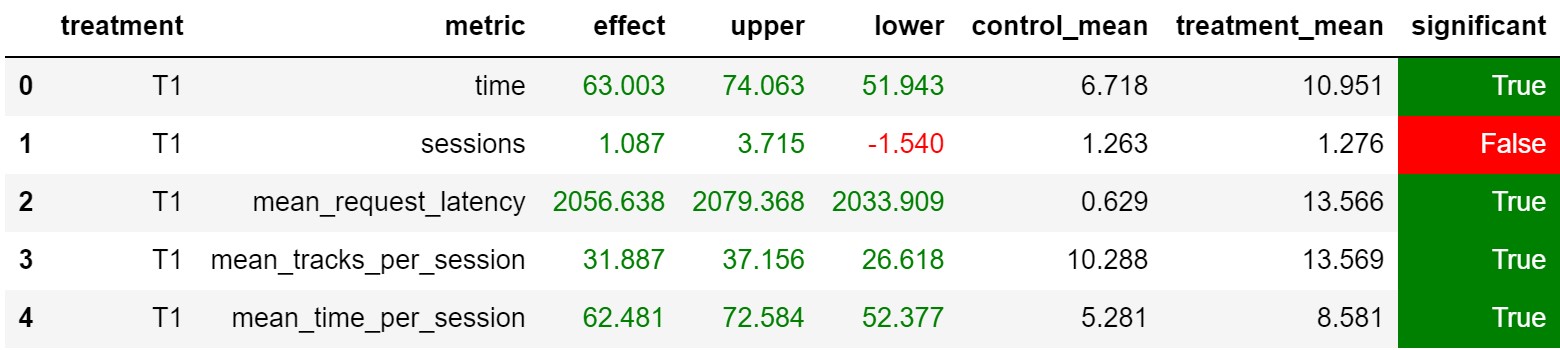 treatment metric effect upper lower control_mean treatment_mean significant
0 T1 time 63.003 74.063 51.943 6.718 10.951 True
1 T1 sessions 1.087 3.715 -1.540 1.263 1.276 False
2 T1 mean_request_latency 2056.638 2079.368 2033.909 0.629 13.566 True
3 T1 mean_tracks_per_session 31.887 37.156 26.618 10.288 13.569 True
4 T1 mean_time_per_session 62.481 72.584 52.377 5.281 8.581 True